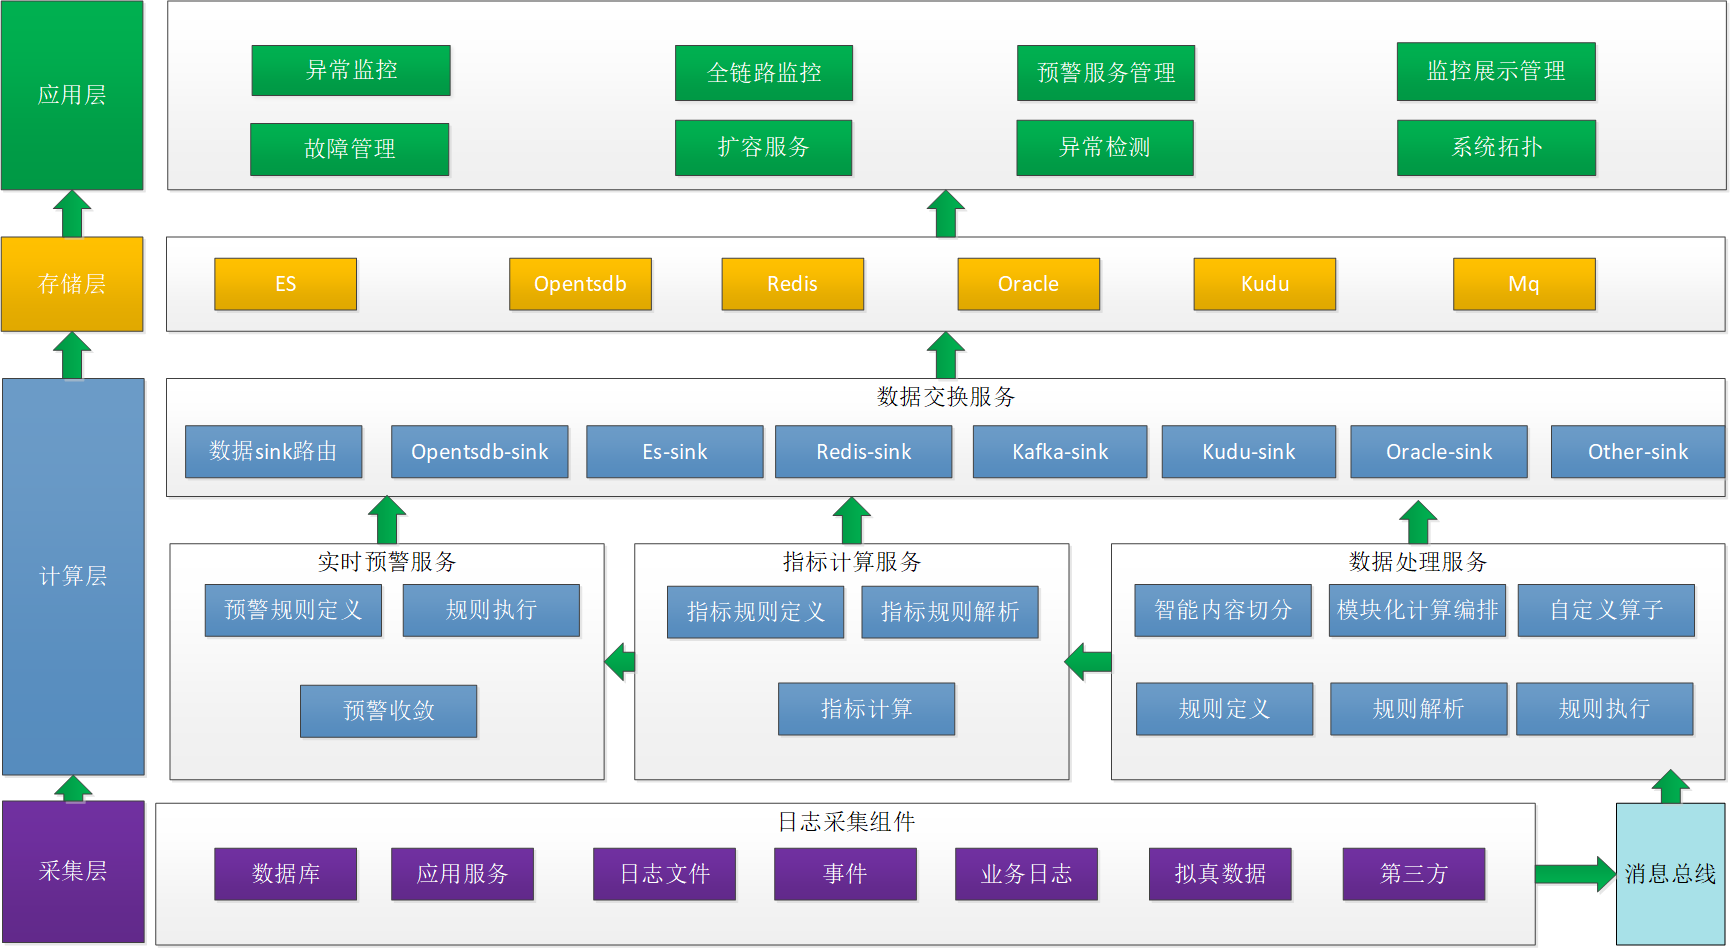 应用层
异常监控
全链路监控
预警服务管理
监控展示管理
故障管理
扩容服务
异常检测
系统拓扑
存储层
ES
Opentsdb
Redis
Oracle
Kudu
Mq
计算层
数据交换服务
数据sink路由
Opentsdb-sink
Es-sink
Redis-sink
Kafka-sink
Kudu-sink
Oracle-sink
Other-sink
实时预警服务
预警规则定义
规则执行
预警收敛
指标计算服务
指标规则定义
指标规则解析
指标计算
数据处理服务
智能内容切分
模块化计算编排
自定义算子
规则定义
规则解析
规则执行
采集层
日志采集组件
数据库
应用服务
日志文件
事件
业务日志
拟真数据
第三方
消息总线